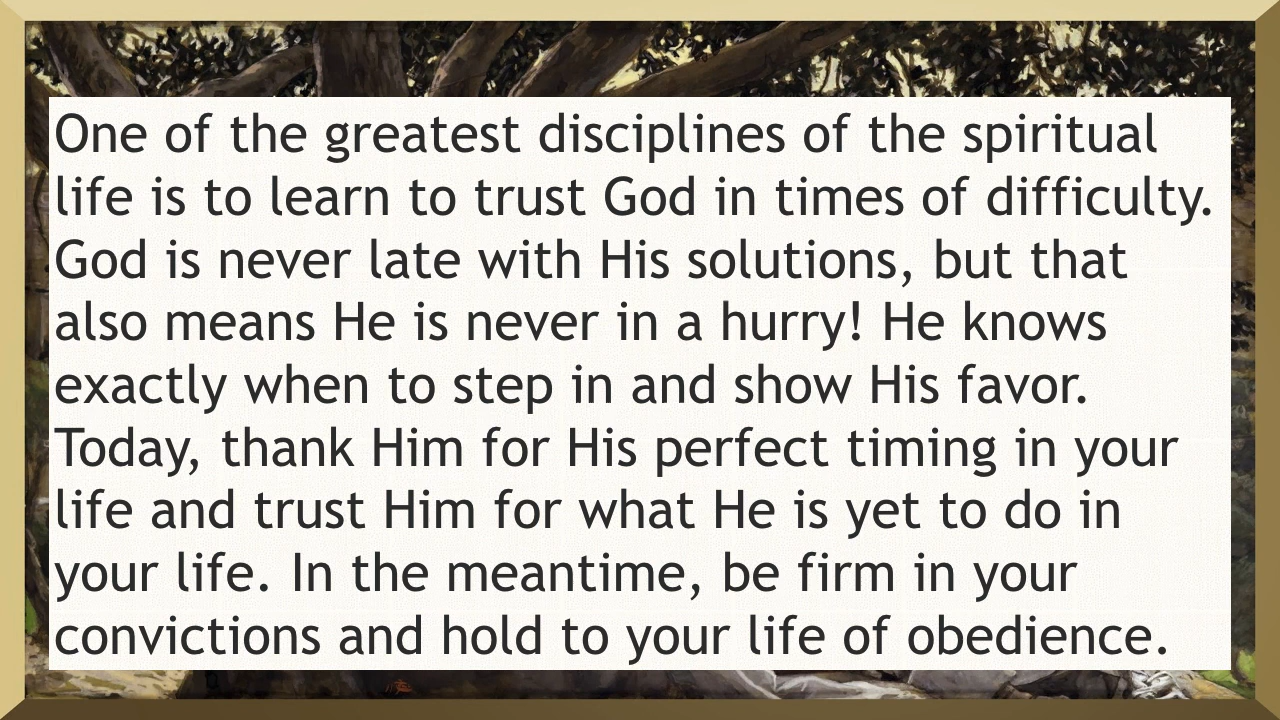 One of the greatest disciplines of the spiritual
life is to learn to trust God in times of difficulty.
God is never late with His solutions, but that
also means He is never in a hurry! He knows
exactly when to step in and show His favor.
Today, thank Him for His perfect timing in your
life and trust Him for what He is yet to do in
your life. In the meantime, be firm in your
convictions and hold to your life of obedience.